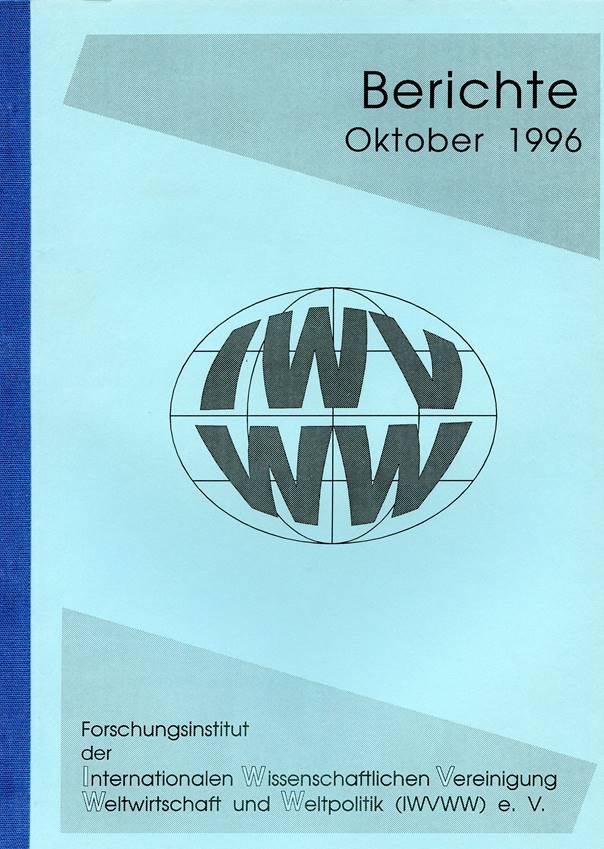 Berichte
Oktober 1996
IWV
WW
Forschungsinstitut
der
Internationalen Wissenschaftlichen Vereinigung
Weltwirtschaft und Weltpolitik (IWVWW) e. V.